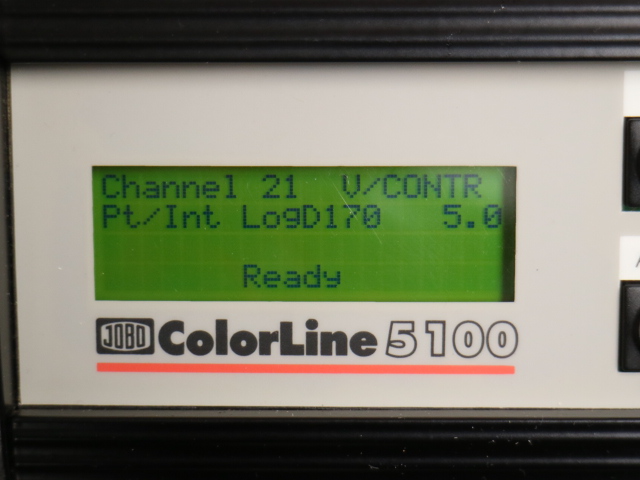 Channel 21 V/CONTR
Pt/Int LogD170 5.0
Ready
JOBO ColorLine 5100